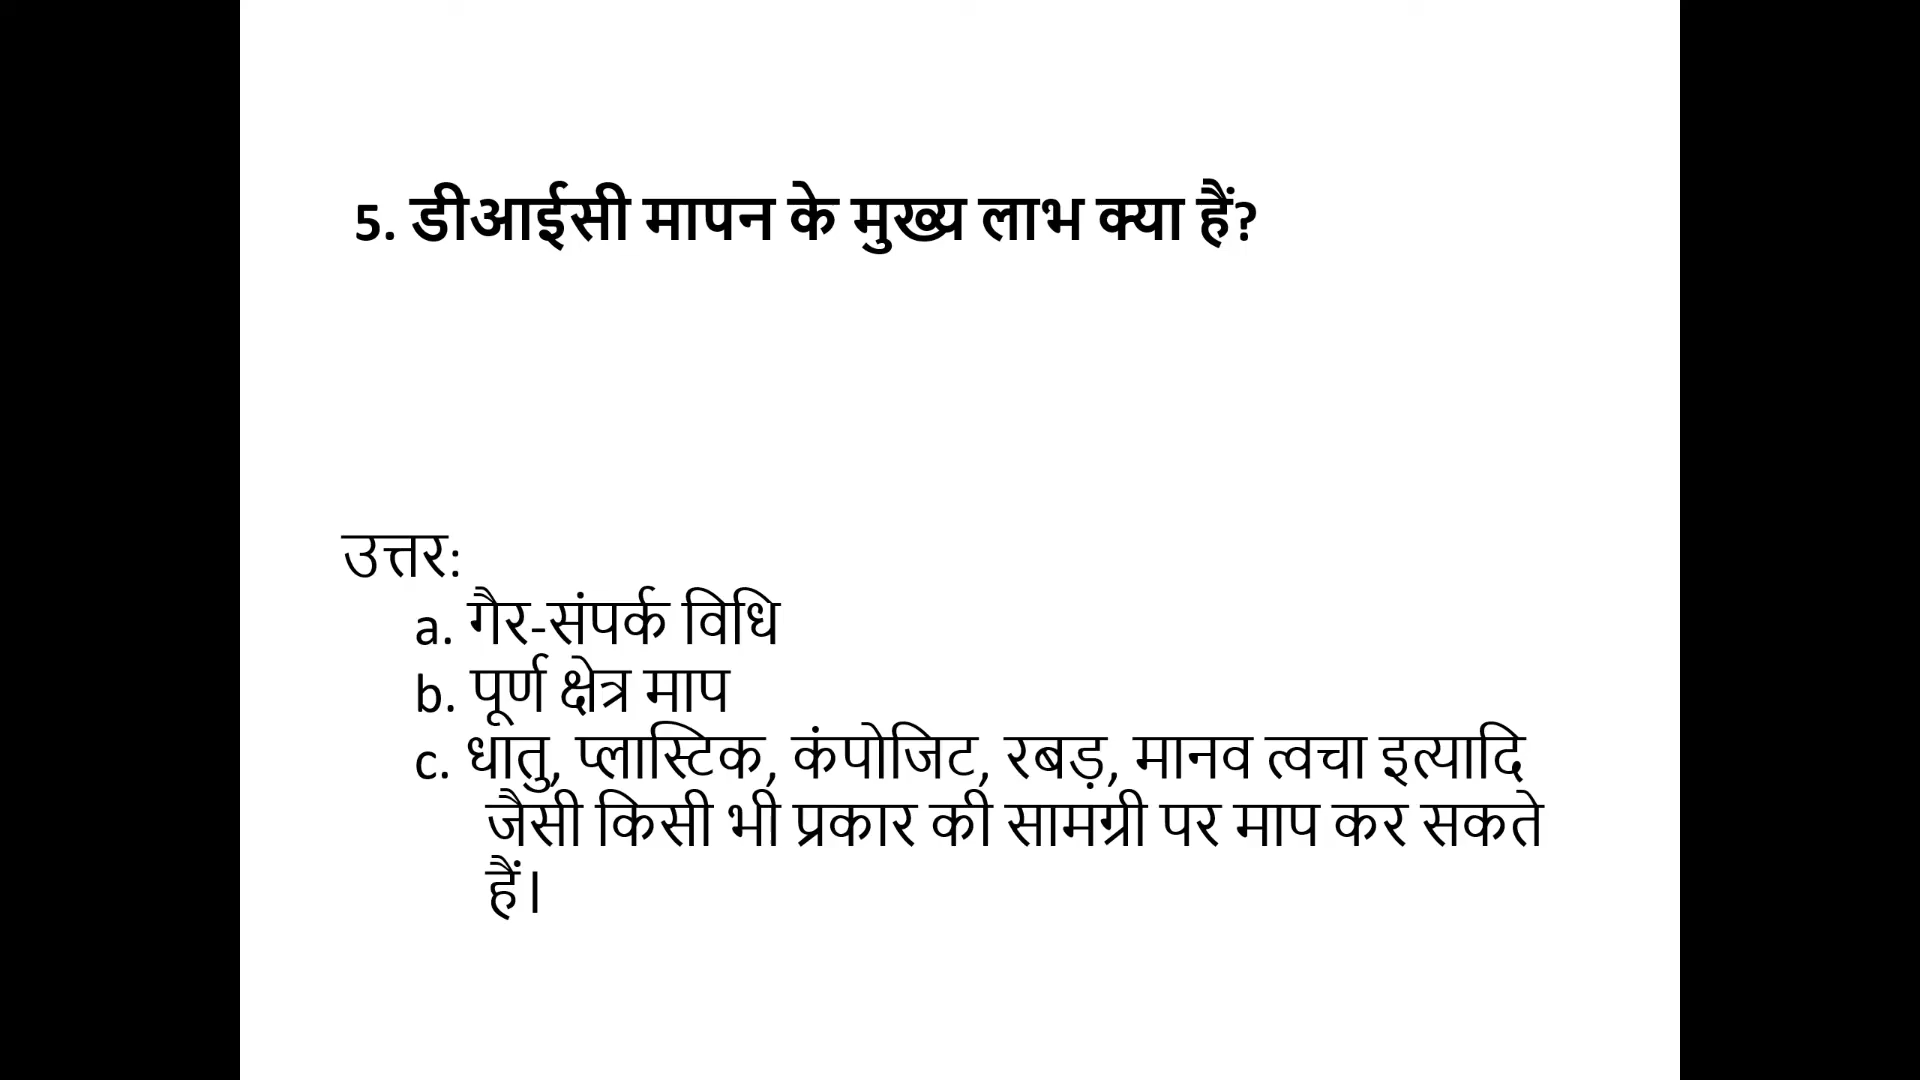 5. डीआईसी मापन के मुख्य लाभ क्या हैं?
उत्तर:
a. गैर-संपर्क विधि
b. पूर्ण क्षेत्र माप
c. धातु, प्लास्टिक, कंपोजिट, रबड़, मानव त्वचा इत्यादि
जैसी किसी भी प्रकार की सामग्री पर माप कर सकते
हैं।